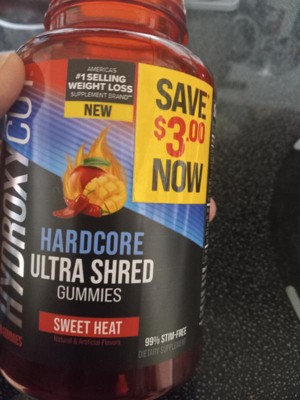 HYDROXYCUT
AMERICA'S
#1 SELLING
WEIGHT LOSS
SUPPLEMENT BRAND**
NEW
SAVE
$3.00
NOW
HARDCORE
ULTRA SHRED
GUMMIES
SWEET HEAT
Natural & Artificial Flavors
99% STIM-FREE
DIETARY SUPPLEMENT
GUMMIES